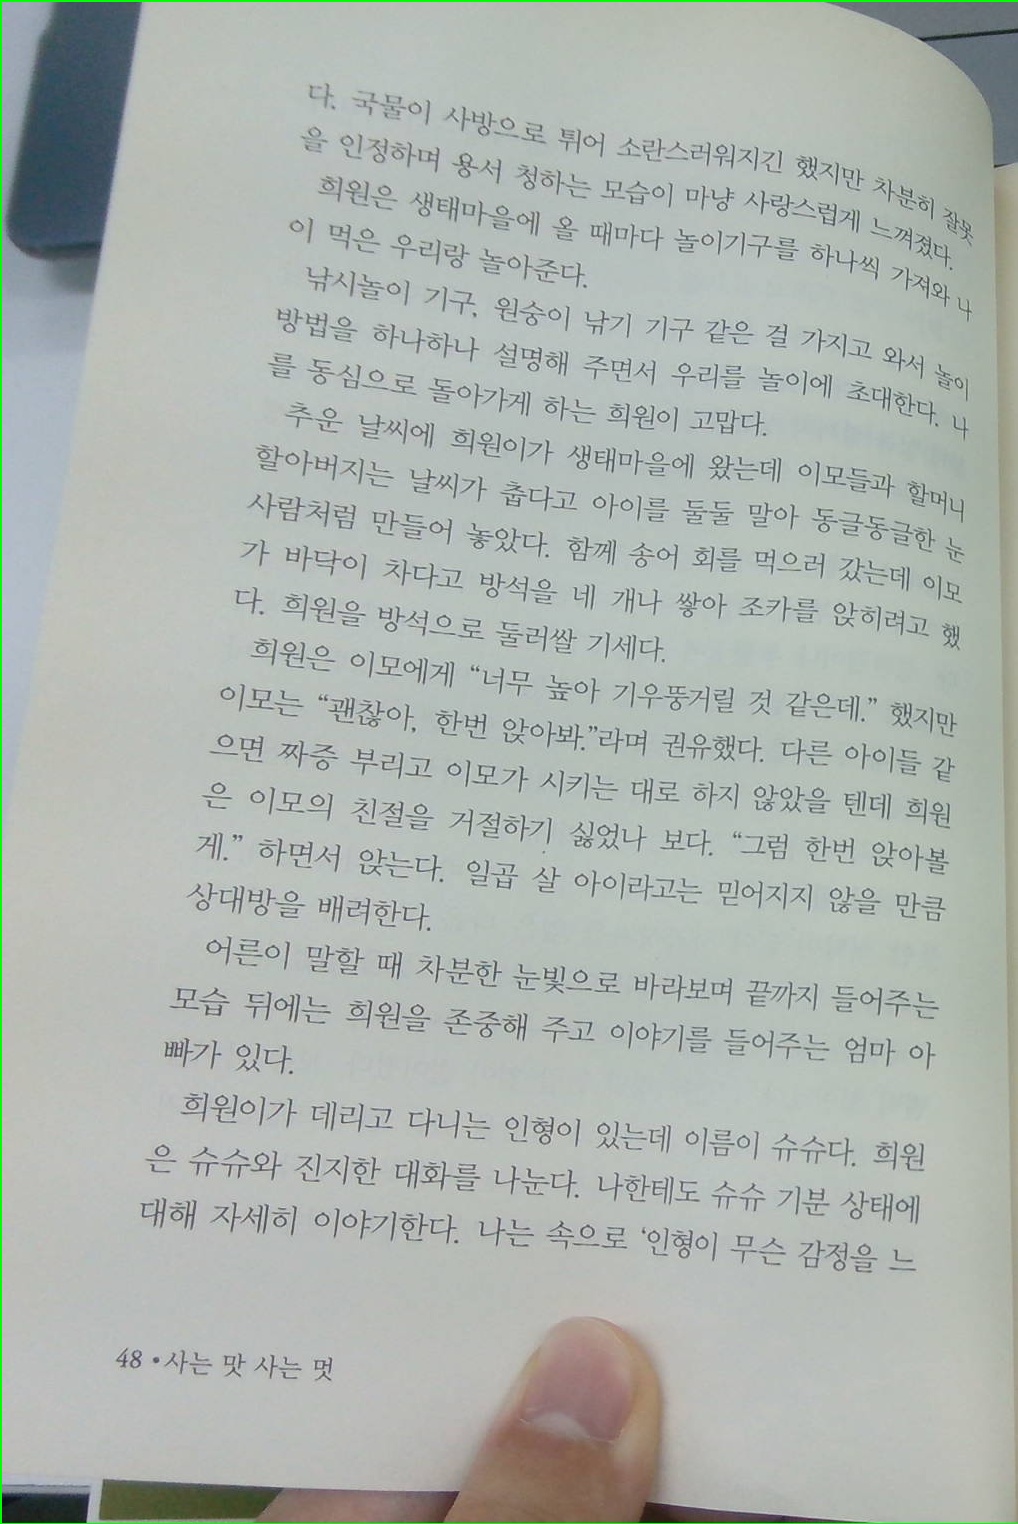 다. 국물이 사방으로 튀어 소란스러워지긴 했지만 차분히 잘못
을 인정하며 용서 청하는 모습이 마냥 사랑스럽게 느껴졌다.
희원은 생태마을에 올 때마다 놀이기구를 하나씩 가져와 나
이 먹은 우리랑 놀아준다.
낚시놀이 기구, 원숭이 낚기 기구 같은 걸 가지고 와서 놀이
방법을 하나하나 설명해 주면서 우리를 놀이에 초대한다. 나
를 동심으로 돌아가게 하는 희원이 고맙다.
추운 날씨에 희원이가 생태마을에 왔는데 이모들과 할머니
할아버지는 날씨가 춥다고 아이를 둘둘 말아 동글동글한 눈
사람처럼 만들어 놓았다. 함께 송어 회를 먹으러 갔는데 이모
가 바닥이 차다고 방석을 네 개나 쌓아 조카를 앉히려고 했
다. 희원을 방석으로 둘러쌀 기세다.
희원은 이모에게 “너무 높아 기우뚱거릴 것 같은데.” 했지만
이모는 “괜찮아, 한번 앉아봐.”라며 권유했다. 다른 아이들 같
으면 짜증 부리고 이모가 시키는 대로 하지 않았을 텐데 희원
은 이모의 친절을 거절하기 싫었나 보다. “그럼 한번 앉아볼
게.” 하면서 앉는다. 일곱 살 아이라고는 믿어지지 않을 만큼
상대방을 배려한다.
어른이 말할 때 차분한 눈빛으로 바라보며 끝까지 들어주는
모습 뒤에는 희원을 존중해 주고 이야기를 들어주는 엄마 아
빠가 있다.
희원이가 데리고 다니는 인형이 있는데 이름이 슈슈다. 희원
은 슈슈와 진지한 대화를 나눈다. 나한테도 슈슈 기분 상태에
대해 자세히 이야기한다. 나는 속으로 ‘인형이 무슨 감정을 느
48 • 사는 맛 사는 멋